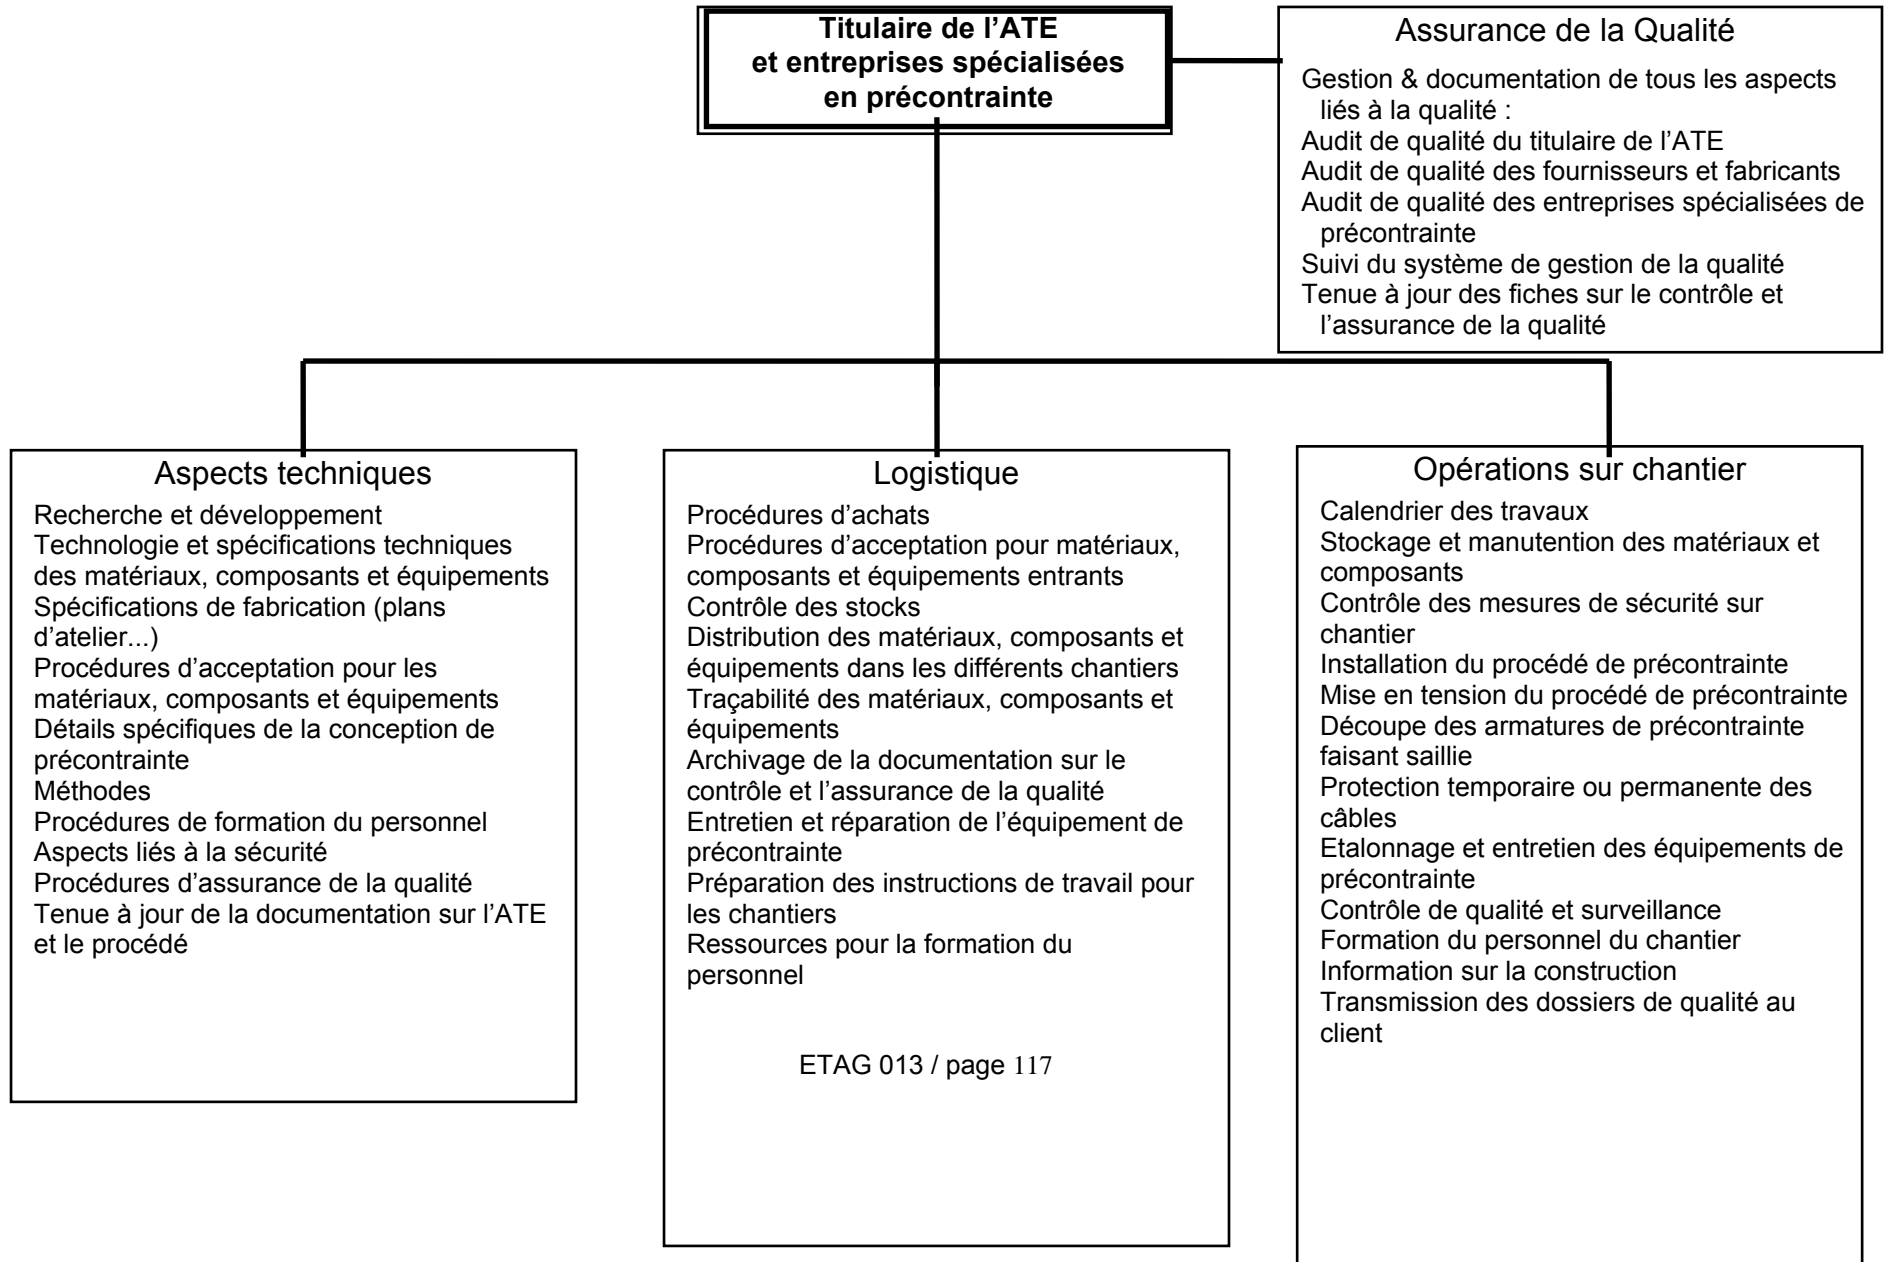 Titulaire de l’ATE
et entreprises spécialisées
en précontrainte
Assurance de la Qualité
Gestion & documentation de tous les aspects
liés à la qualité :
Audit de qualité du titulaire de l’ATE
Audit de qualité des fournisseurs et fabricants
Audit de qualité des entreprises spécialisées de
précontrainte
Suivi du système de gestion de la qualité
Tenue à jour des fiches sur le contrôle et
l’assurance de la qualité
Aspects techniques
Recherche et développement
Technologie et spécifications techniques
des matériaux, composants et équipements
Spécifications de fabrication (plans
d’atelier...)
Procédures d’acceptation pour les
matériaux, composants et équipements
Détails spécifiques de la conception de
précontrainte
Méthodes
Procédures de formation du personnel
Aspects liés à la sécurité
Procédures d’assurance de la qualité
Tenue à jour de la documentation sur l’ATE
et le procédé
Logistique
Procédures d’achats
Procédures d’acceptation pour matériaux,
composants et équipements entrants
Contrôle des stocks
Distribution des matériaux, composants et
équipements dans les différents chantiers
Traçabilité des matériaux, composants et
équipements
Archivage de la documentation sur le
contrôle et l’assurance de la qualité
Entretien et réparation de l’équipement de
précontrainte
Préparation des instructions de travail pour
les chantiers
Ressources pour la formation du
personnel
ETAG 013 / page 117
Opérations sur chantier
Calendrier des travaux
Stockage et manutention des matériaux et
composants
Contrôle des mesures de sécurité sur
chantier
Installation du procédé de précontrainte
Mise en tension du procédé de précontrainte
Découpe des armatures de précontrainte
faisant saillie
Protection temporaire ou permanente des
câbles
Etalonnage et entretien des équipements de
précontrainte
Contrôle de qualité et surveillance
Formation du personnel du chantier
Information sur la construction
Transmission des dossiers de qualité au
client